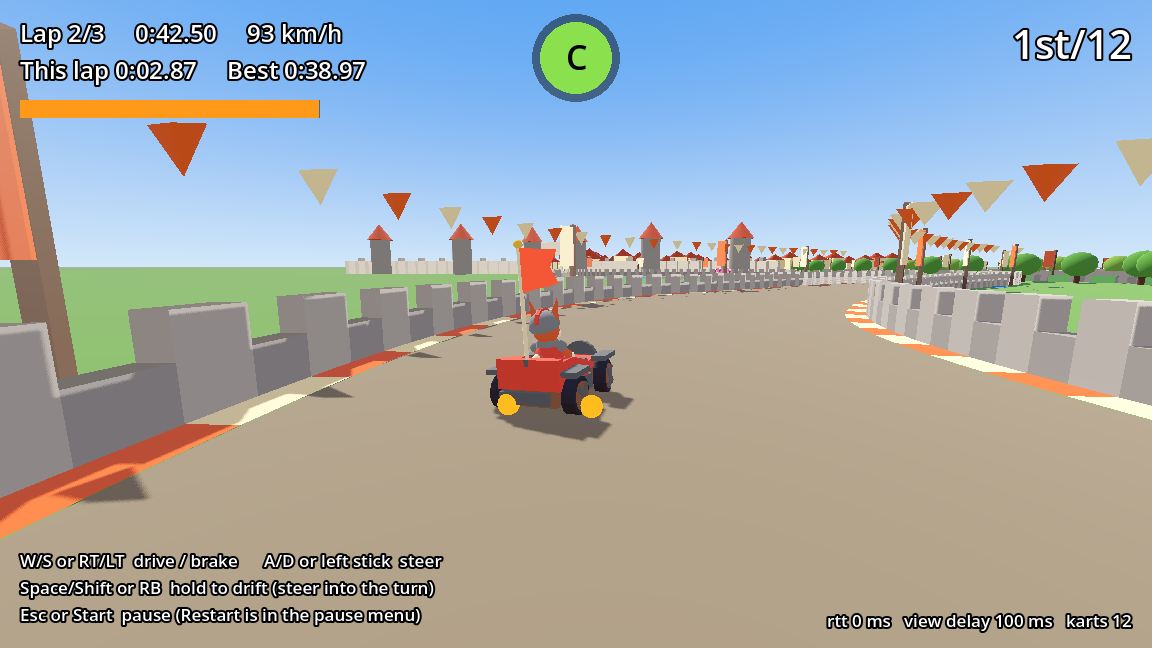 Lap 2/3 0:42.50 93 km/h
This lap 0:02.87 Best 0:38.97
C
1st/12
W/S or RT/LT drive / brake A/D or left stick steer
Space/Shift or RB hold to drift (steer into the turn)
Esc or Start pause (Restart is in the pause menu)
rtt 0 ms view delay 100 ms karts 12